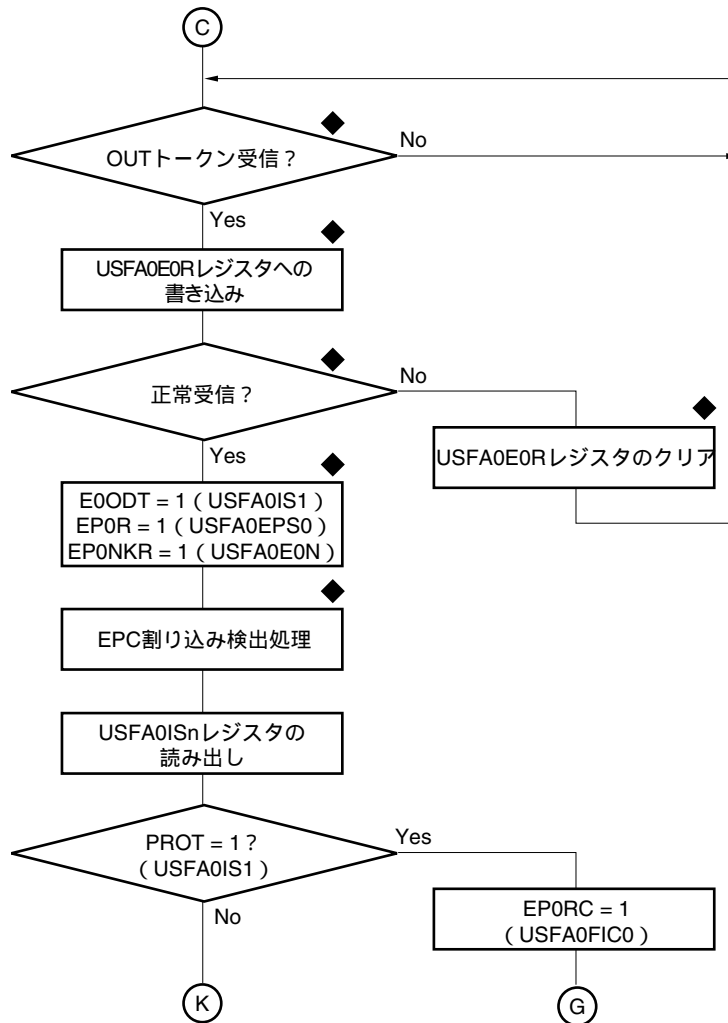 C
OUTトークン受信？
No
Yes
USFA0E0Rレジスタへの
書き込み
正常受信？
No
Yes
USFA0E0Rレジスタのクリア
E0ODT = 1（USFA0IS1）
EP0R = 1（USFA0EPS0）
EP0NKR = 1（USFA0E0N）
EPC割り込み検出処理
USFA0ISnレジスタの
読み出し
PROT = 1？
（USFA0IS1）
Yes
No
EP0RC = 1
（USFA0FIC0）
K
G